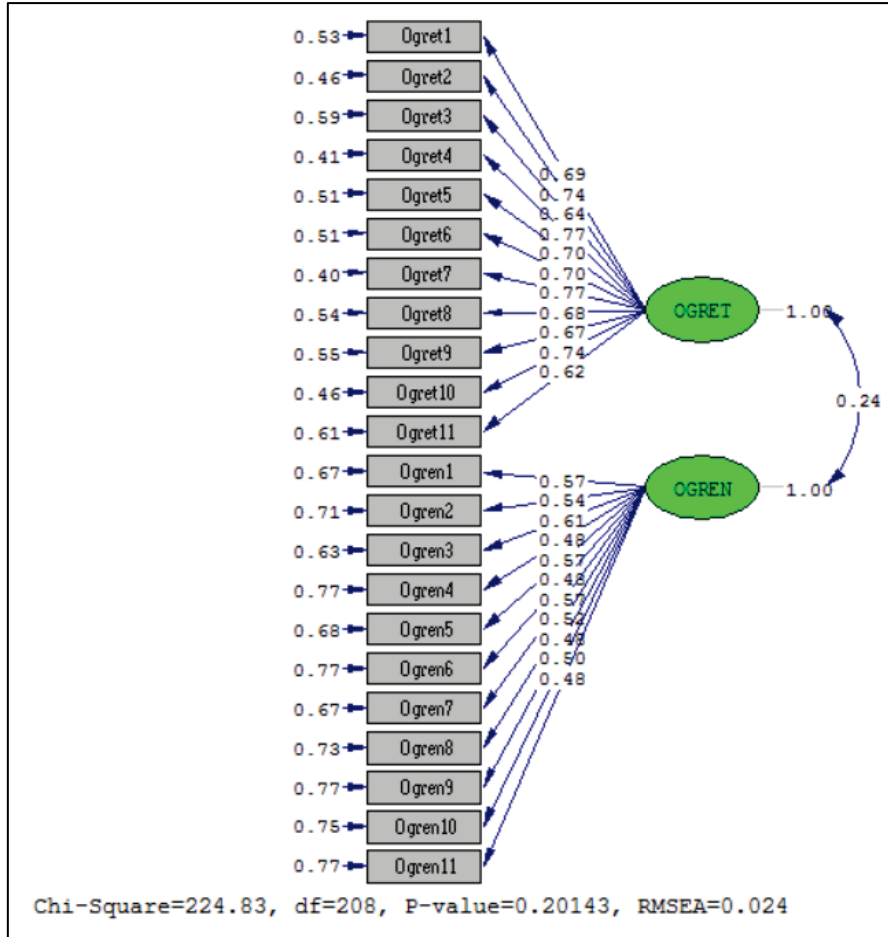 0.53 Ogret1
0.46 Ogret2
0.59 Ogret3
0.41 Ogret4
0.51 Ogret5
0.51 Ogret6
0.40 Ogret7
0.54 Ogret8
0.55 Ogret9
0.46 Ogret10
0.61 Ogret11
0.67 Ogren1
0.71 Ogren2
0.63 Ogren3
0.77 Ogren4
0.68 Ogren5
0.77 Ogren6
0.67 Ogren7
0.73 Ogren8
0.77 Ogren9
0.75 Ogren10
0.77 Ogren11
0.69
0.74
0.64
0.77
0.70
0.70
0.77
0.68
0.67
0.74
0.62
0.57
0.54
0.61
0.48
0.57
0.48
0.57
0.52
0.48
0.50
0.48
OGRET 1.00
0.24
OGREN 1.00
Chi-Square=224.83, df=208, P-value=0.20143, RMSEA=0.024